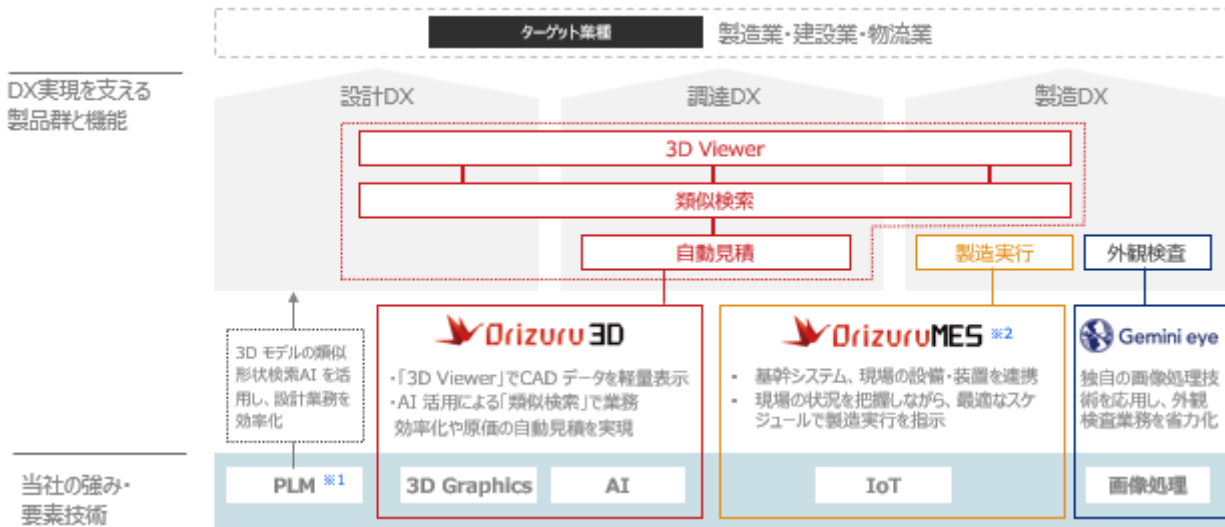 ターゲット業種
製造業・建設業・物流業
DX実現を支える
製品群と機能
設計DX
調達DX
製造DX
3D Viewer
類似検索
自動見積
製造実行
外観検査
3D モデルの類似
形状検索AI を活
用し、設計業務を
効率化
Orizuru 3D
・「3D Viewer」でCAD データを軽量表示
・AI 活用による「類似検索」で業務
効率化や原価の自動見積を実現
OrizuruMES ※2
・ 基幹システム、現場の設備・装置を連携
・ 現場の状況を把握しながら、最適なスケ
ジュールで製造実行を指示
Gemini eye
独自の画像処理技
術を応用し、外観
検査業務を省力化
当社の強み・
要素技術
PLM ※1
3D Graphics
AI
IoT
画像処理